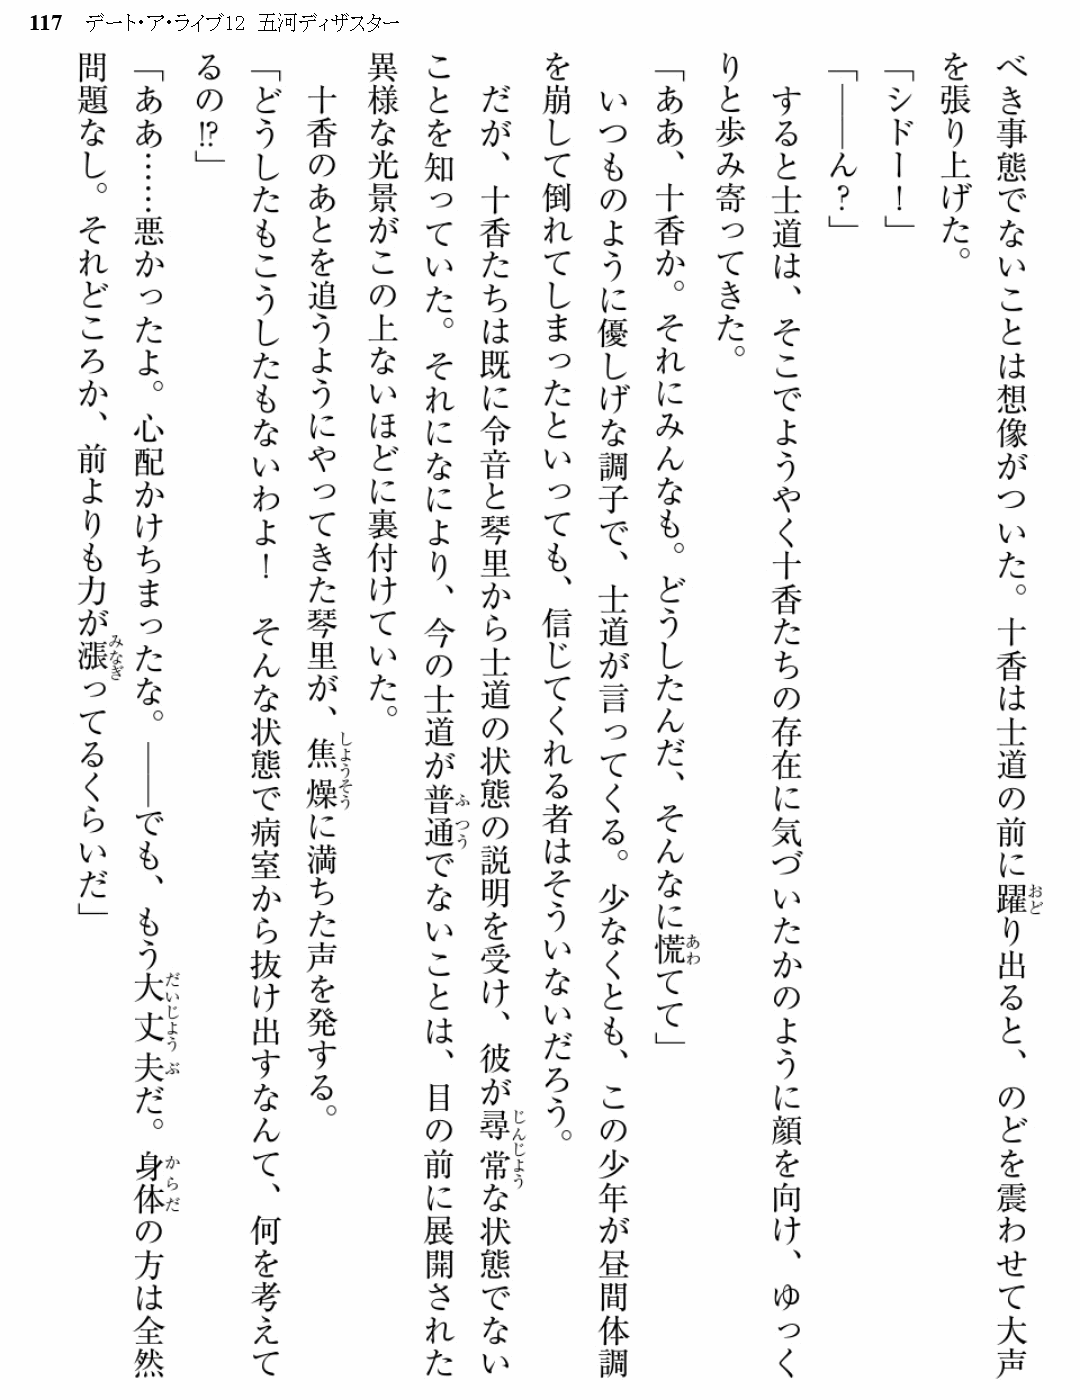 117 デート・ア・ライブ12 五河ディザスター
べき事態でないことは想像がついた。十香は士道の前に躍り出ると、のどを震わせて大声
を張り上げた。
「シドー！」
「――ん？」
すると士道は、そこでようやく十香たちの存在に気づいたかのように顔を向け、ゆっく
りと歩み寄ってきた。
「ああ、十香か。それにみんなも。どうしたんだ、そんなに慌てて」
いつものように優しげな調子で、士道が言ってくる。少なくとも、この少年が昼間体調
を崩して倒れてしまったといっても、信じてくれる者はそういないだろう。
だが、十香たちは既に令音と琴里から士道の状態の説明を受け、彼が尋常な状態でない
ことを知っていた。それになにより、今の士道が普通でないことは、目の前に展開された
異様な光景がこの上ないほどに裏付けていた。
十香のあとを追うようにやってきた琴里が、焦燥に満ちた声を発する。
「どうしたもこうしたもないわよ！　そんな状態で病室から抜け出すなんて、何を考えて
るの!?」
「ああ……悪かったよ。心配かけちまったな。――でも、もう大丈夫だ。身体の方は全然
問題なし。それどころか、前よりも力が漲ってるくらいだ」